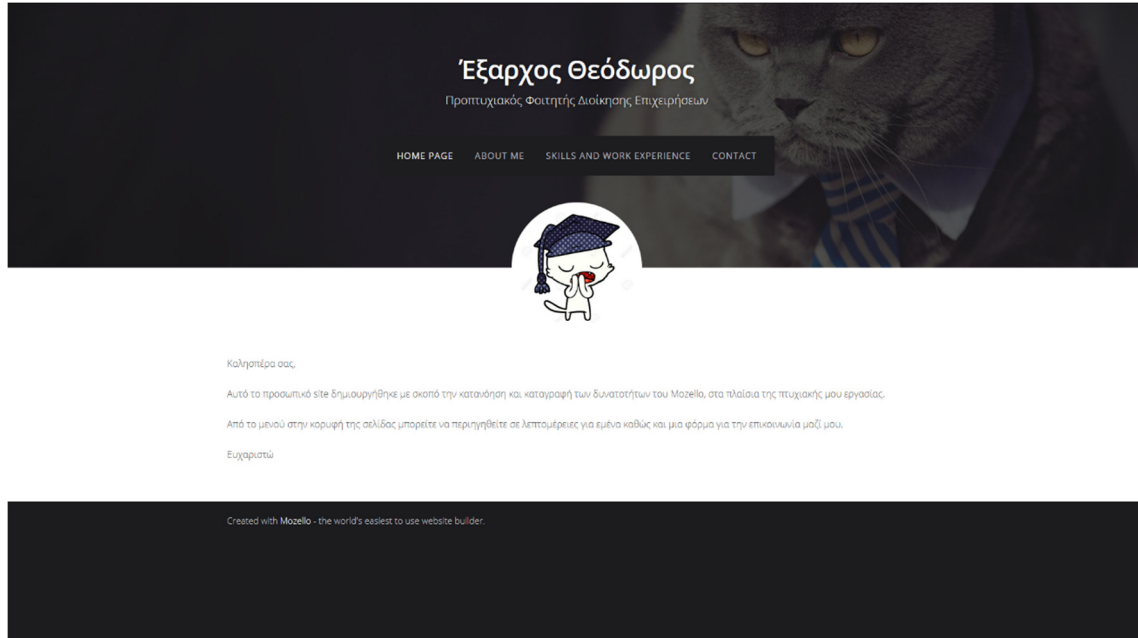 Έξαρχος Θεόδωρος
Προπτυχιακός Φοιτητής Διοίκησης Επιχειρήσεων
HOME PAGE ABOUT ME SKILLS AND WORK EXPERIENCE CONTACT
Καλησπέρα σας,
Αυτό το προσωπικό site δημιουργήθηκε με σκοπό την κατανόηση και καταγραφή των δυνατοτήτων του Mozello, στα πλαίσια της πτυχιακής μου εργασίας.
Από το μενού στην κορυφή της σελίδας μπορείτε να περιηγηθείτε σε λεπτομέρειες για εμένα καθώς και μια φόρμα για την επικοινωνία μαζί μου.
Ευχαριστώ
Created with Mozello - the world's easiest to use website builder.